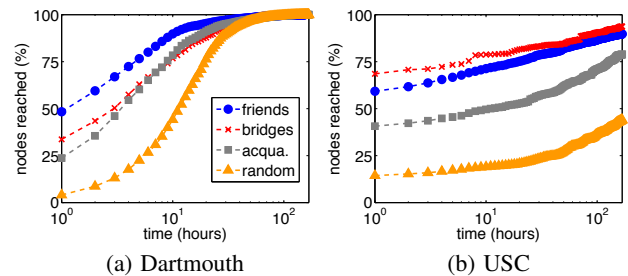 nodes reached (%)
100
75
50
25
0
friends
bridges
acqua.
random
10^0
10^1
10^2
time (hours)
(a) Dartmouth
nodes reached (%)
100
75
50
25
0
10^0
10^1
10^2
time (hours)
(b) USC